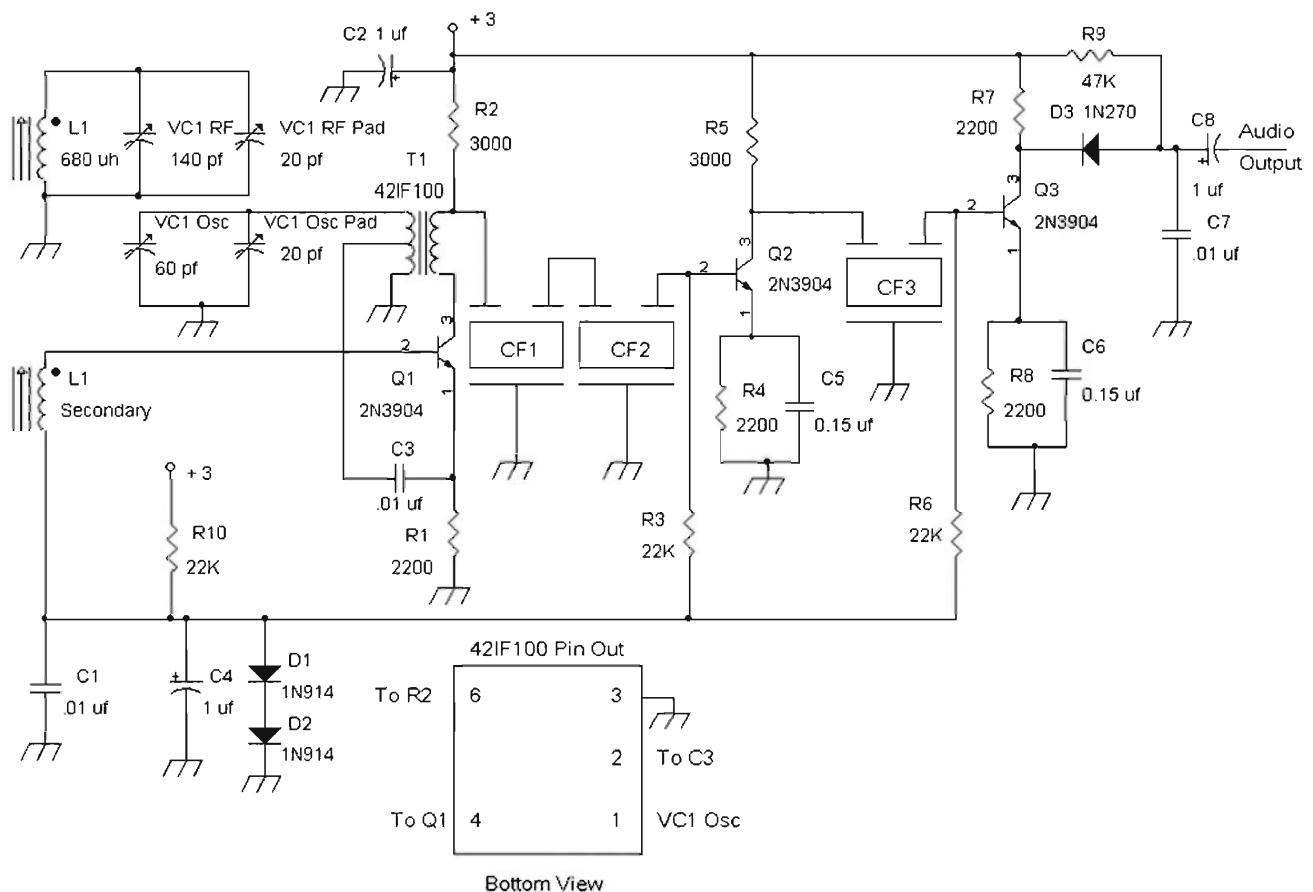 + 3
C2 1 uf
R9
47K
L1
680 uh
VC1 RF
140 pf
VC1 RF Pad
20 pf
R2
3000
R5
3000
R7
2200
D3 1N270
C8
1 uf
Audio
Output
T1
42IF100
VC1 Osc
60 pf
VC1 Osc Pad
20 pf
3
2
1
Q1
2N3904
CF1
CF2
3
2
1
Q2
2N3904
CF3
3
2
1
Q3
2N3904
C7
.01 uf
L1
Secondary
R4
2200
C5
0.15 uf
R8
2200
C6
0.15 uf
C3
.01 uf
+ 3
R10
22K
R1
2200
R3
22K
R6
22K
C1
.01 uf
+
C4
1 uf
D1
1N914
D2
1N914
42IF100 Pin Out
To R2
6
3
2
To C3
To Q1
4
1
VC1 Osc
Bottom View